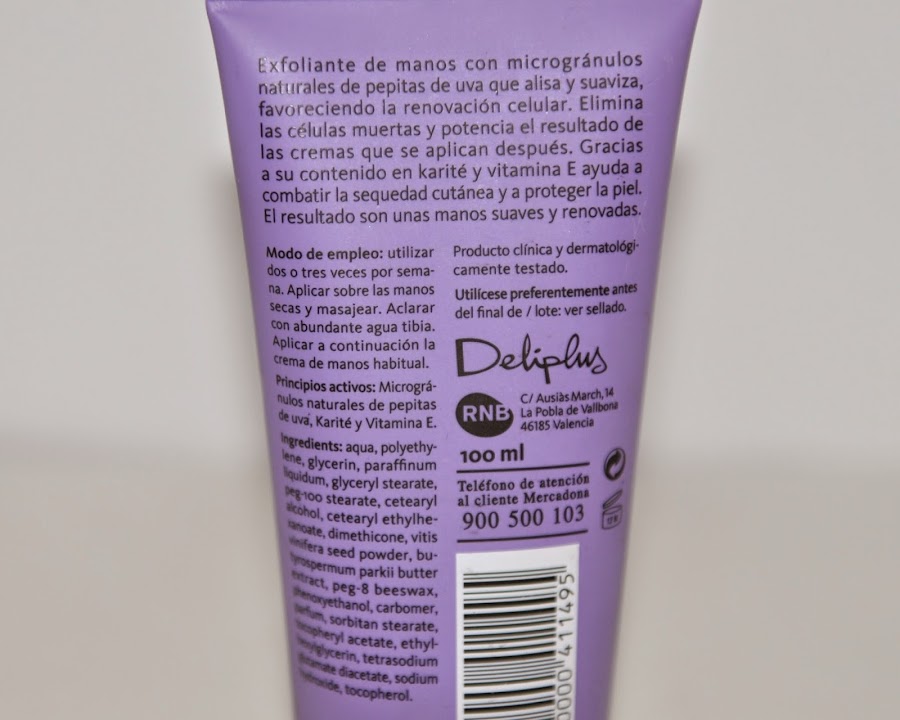 Exfoliante de manos con microgránulos
naturales de pepitas de uva que alisa y suaviza,
favoreciendo la renovación celular. Elimina
las células muertas y potencia el resultado de
las cremas que se aplican después. Gracias
a su contenido en karité y vitamina E ayuda a
combatir la sequedad cutánea y a proteger la piel.
El resultado son unas manos suaves y renovadas.
Modo de empleo: utilizar
dos o tres veces por sema-
na. Aplicar sobre las manos
secas y masajear. Aclarar
con abundante agua tibia.
Aplicar a continuación la
crema de manos habitual.
Principios activos: Micrográ-
nulos naturales de pepitas
de uva, Karité y Vitamina E.
Ingredients: aqua, polyethy-
lene, glycerin, paraffinum
liquidum, glyceryl stearate,
peg-100 stearate, cetearyl
alcohol, cetearyl ethylhe-
xanoate, dimethicone, vitis
vinifera seed powder, bu-
tyrospermum parkii butter
extract, peg-8 beeswax,
phenoxyethanol, carbomer,
parfum, sorbitan stearate,
tocopheryl acetate, ethyl-
hexylglycerin, tetrasodium
glutamate diacetate, sodium
hydroxide, tocopherol.
Producto clínica y dermatológi-
camente testado.
Utilícese preferentemente antes
del final de / lote: ver sellado.
Deliplus
RNB
C/ Ausiàs March, 14
La Pobla de Vallbona
46185 Valencia
100 ml
Teléfono de atención
al cliente Mercadona
900 500 103
0000 411495